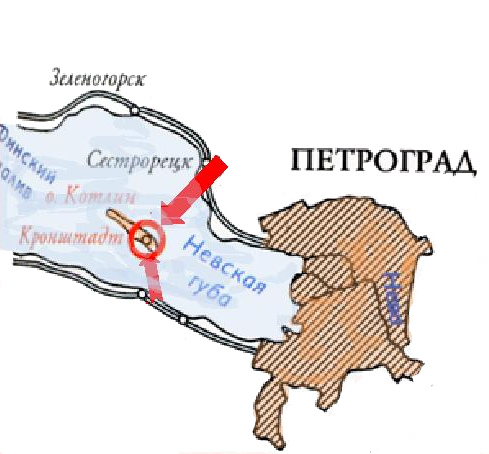 Зеленогорск
Сестрорецк
ПЕТРОГРАД
Финский
залив
о. Котлин
Кронштадт
Невская
губа
Нева